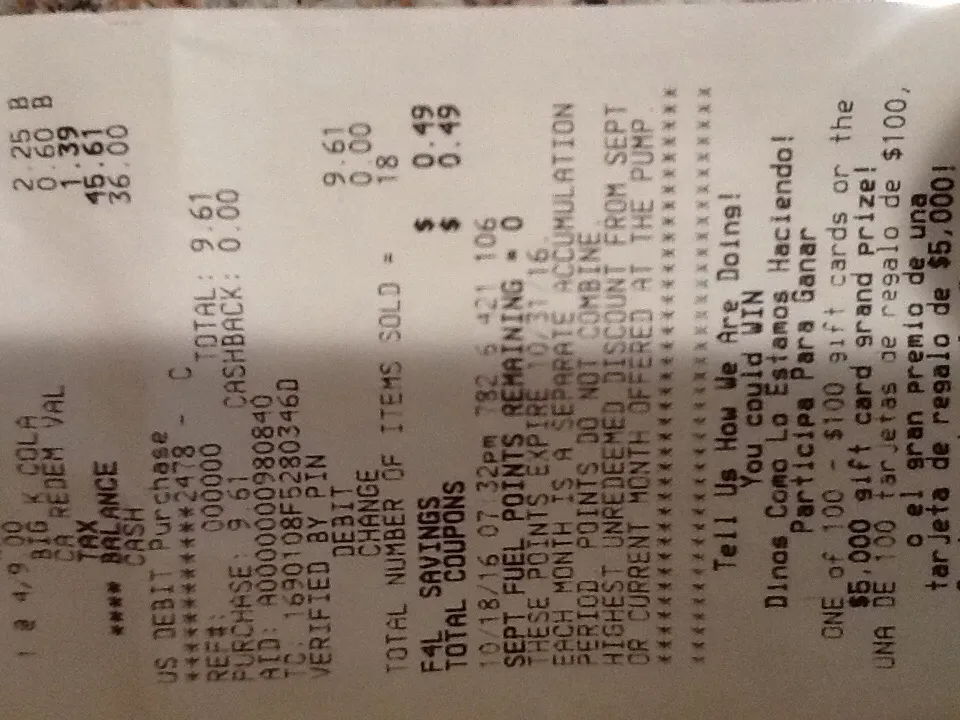 1 @ 4/9.00
BIG K COLA 2.25 B
CA REDEM VAL 0.60 B
TAX 1.39
**** BALANCE 45.61
CASH 36.00
US DEBIT Purchase
************2478 - C
REF#: 000000 TOTAL: 9.61
PURCHASE: 9.61 CASHBACK: 0.00
AID: A0000000980840
TC: 1690108F5280346D
VERIFIED BY PIN
DEBIT 9.61
CHANGE 0.00
TOTAL NUMBER OF ITEMS SOLD = 18
F4L SAVINGS $ 0.49
TOTAL COUPONS $ 0.49
10/18/16 07:32pm 782 6 421 106
SEPT FUEL POINTS REMAINING = 0
THESE POINTS EXPIRE 10/31/16.
EACH MONTH IS A SEPARATE ACCUMULATION
PERIOD. POINTS DO NOT COMBINE.
HIGHEST UNREDEEMED DISCOUNT FROM SEPT
OR CURRENT MONTH OFFERED AT THE PUMP
Tell Us How We Are Doing!
You could WIN
Dinos Como Lo Estamos Haciendo!
Participa Para Ganar
ONE of 100 - $100 gift cards or the
$5,000 gift card grand prize!
UNA DE 100 tarjetas de regalo de $100,
o el gran premio de una
tarjeta de regalo de $5,000!